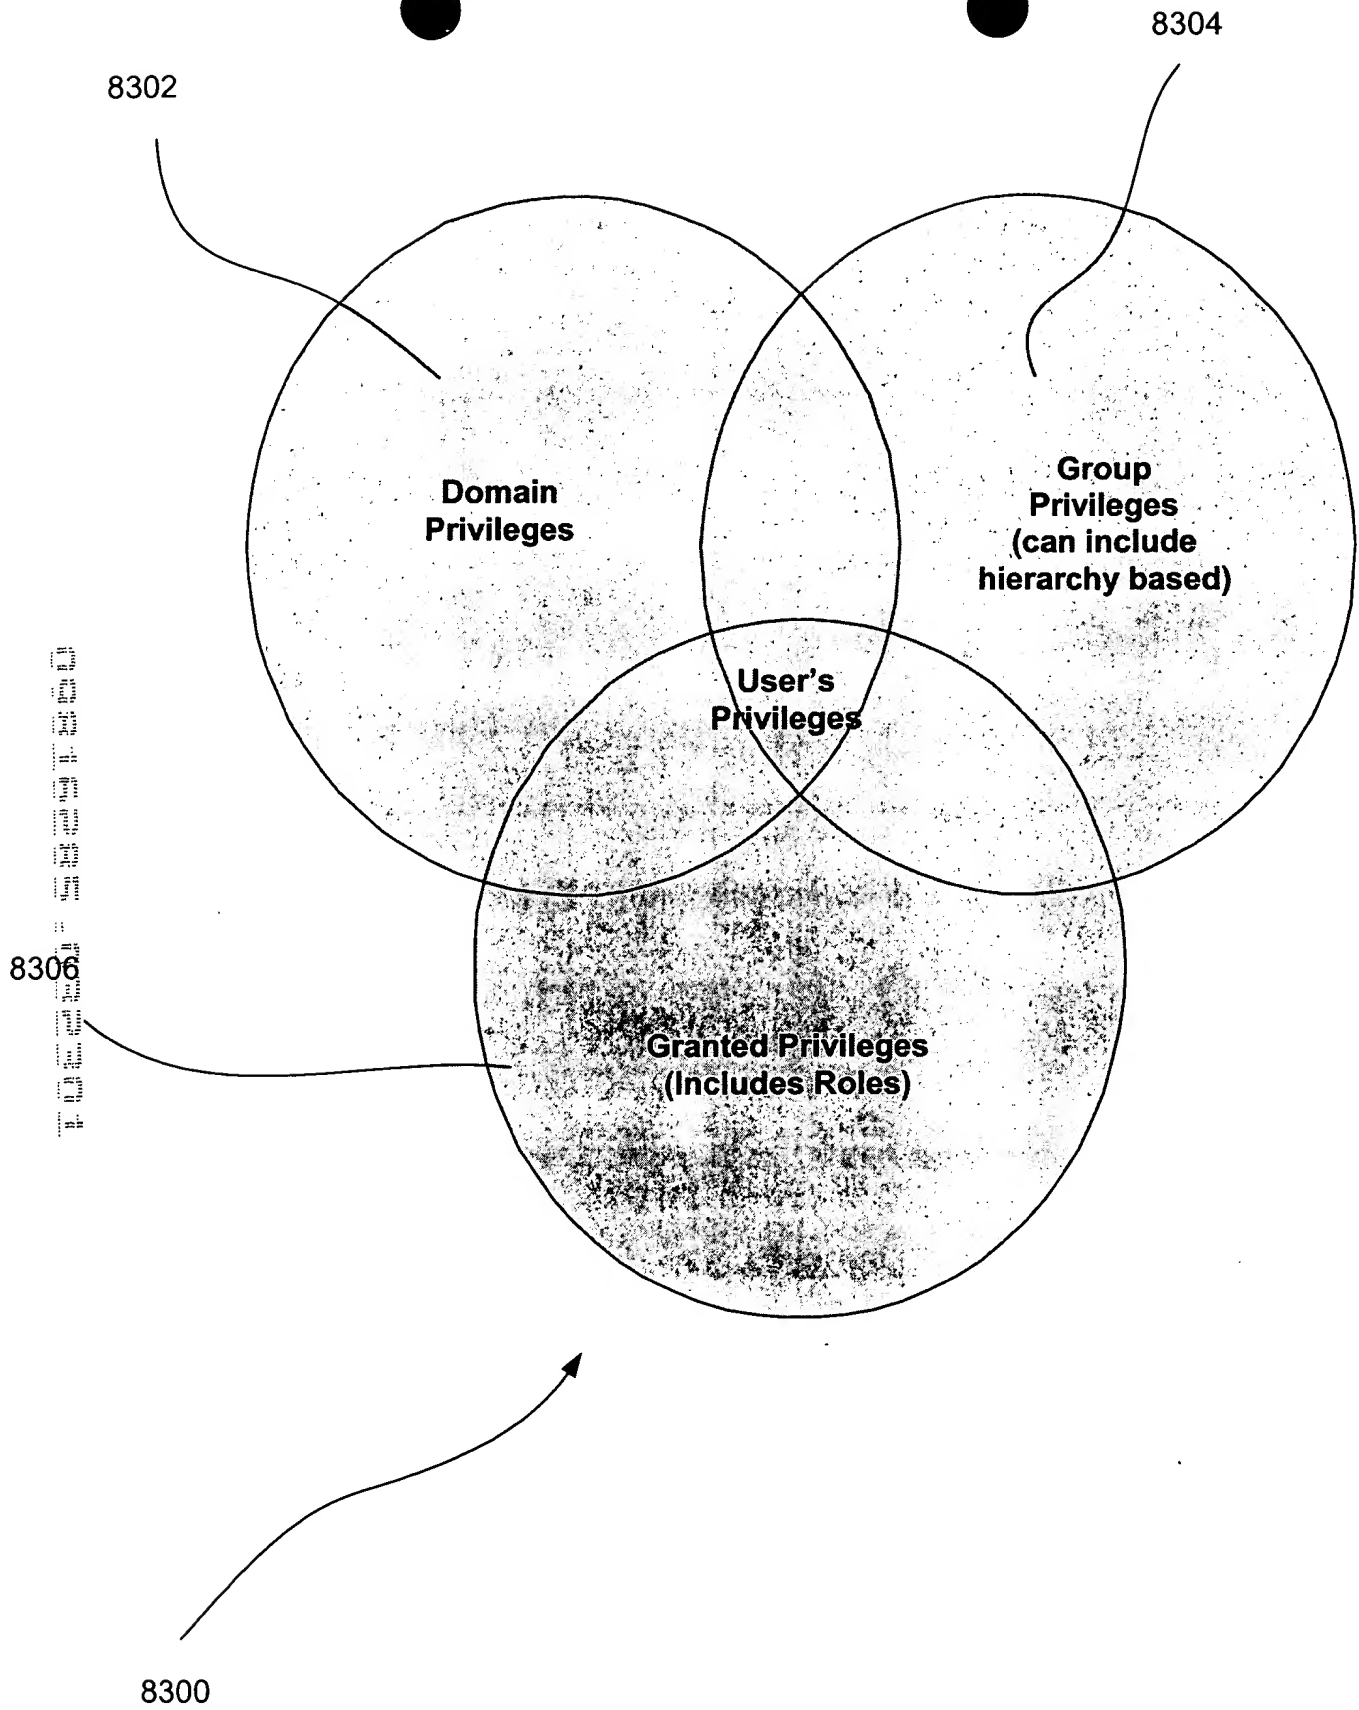 8304
8302
Domain
Privileges
Group
Privileges
(can include
hierarchy based)
User's
Privileges
8306
Granted Privileges
(Includes Roles)
8300